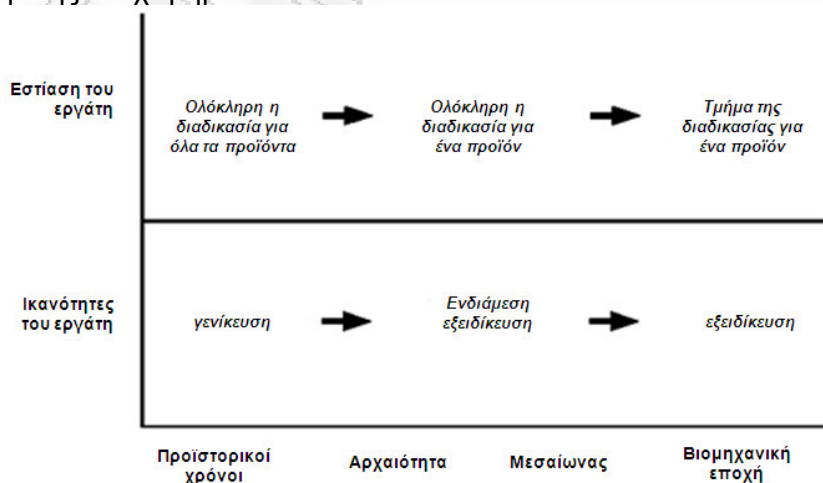 Εστίαση του
εργάτη
Ολόκληρη η
διαδικασία για
όλα τα προϊόντα
Ολόκληρη η
διαδικασία για
ένα προϊόν
Τμήμα της
διαδικασίας για
ένα προϊόν
Ικανότητες
του εργάτη
γενίκευση
Ενδιάμεση
εξειδίκευση
εξειδίκευση
Προϊστορικοί
χρόνοι
Αρχαιότητα
Μεσαίωνας
Βιομηχανική
εποχή